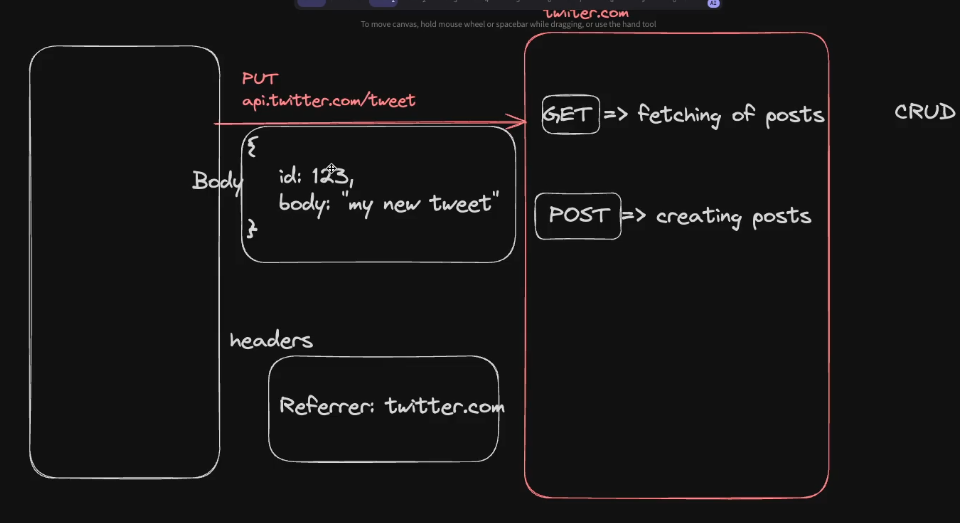 twitter.com
To move canvas, hold mouse wheel or spacebar while dragging, or use the hand tool
PUT
api.twitter.com/tweet
GET => fetching of posts
CRUD
{
Body
id: 123,
body: "my new tweet"
}
POST => creating posts
headers
Referrer: twitter.com